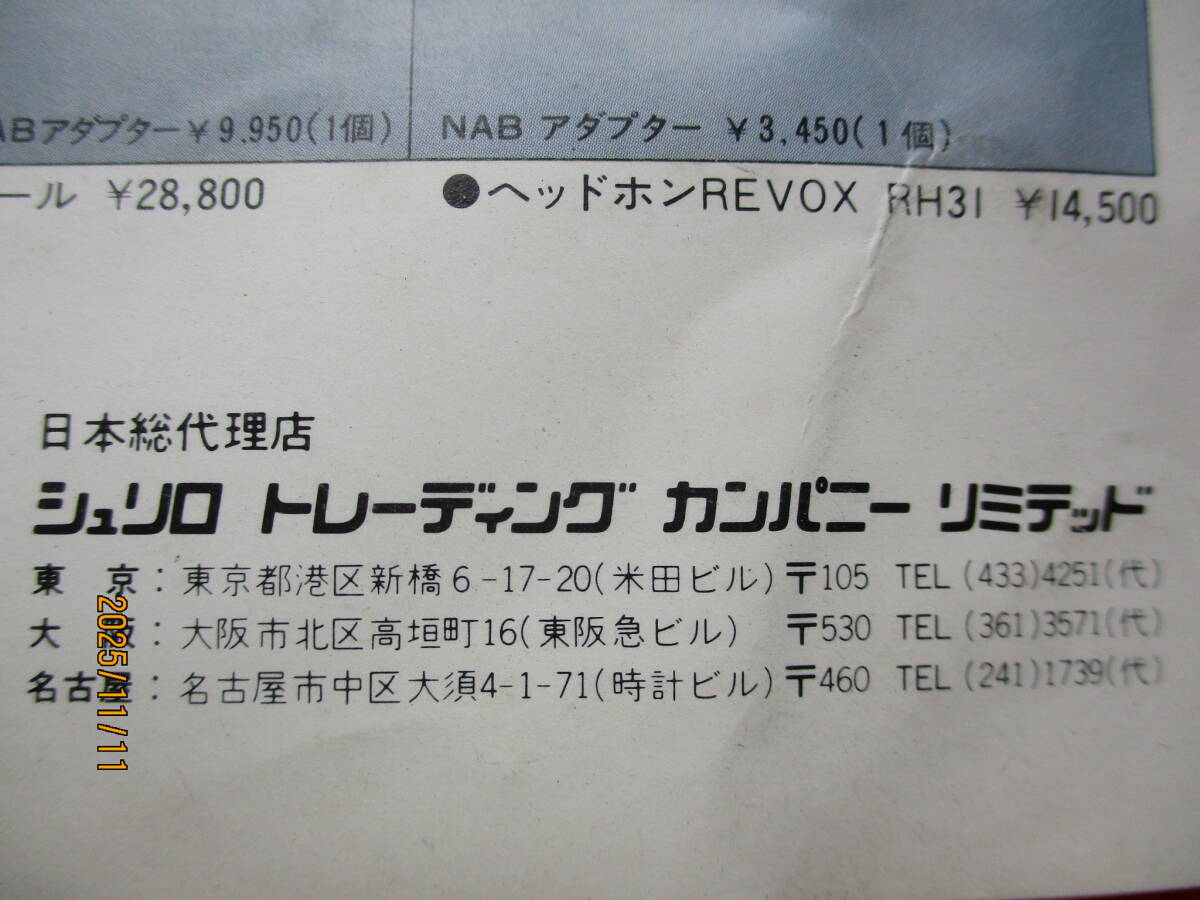 ABアダプター ¥9.950(1個)
NAB アダプター ¥3,450(1個)
ール ¥28,800
●ヘッドホンREVOX RH31 ¥14,500
日本総代理店
シュリロ トレーディング カンパニー リミテッド
東 京：東京都港区新橋6-17-20(米田ビル)〒105 TEL(433)4251(代)
大 阪：大阪市北区高垣町16(東阪急ビル) 〒530 TEL(361)3571(代)
名古屋：名古屋市中区大須4-1-71(時計ビル)〒460 TEL(241)1739(代)
2025/11/11